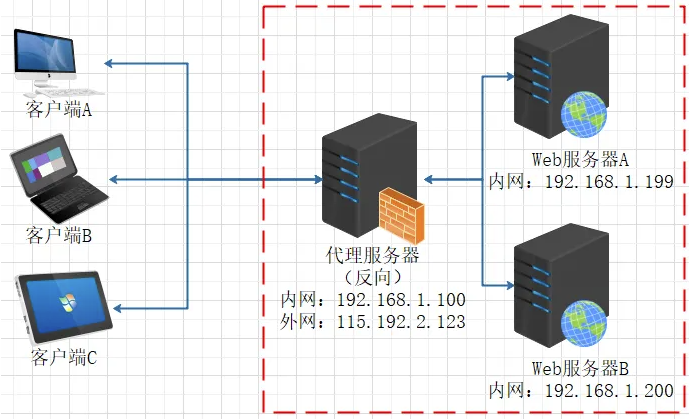 客户端A
客户端B
客户端C
代理服务器
（反向）
内网：192.168.1.100
外网：115.192.2.123
Web服务器A
内网：192.168.1.199
Web服务器B
内网：192.168.1.200